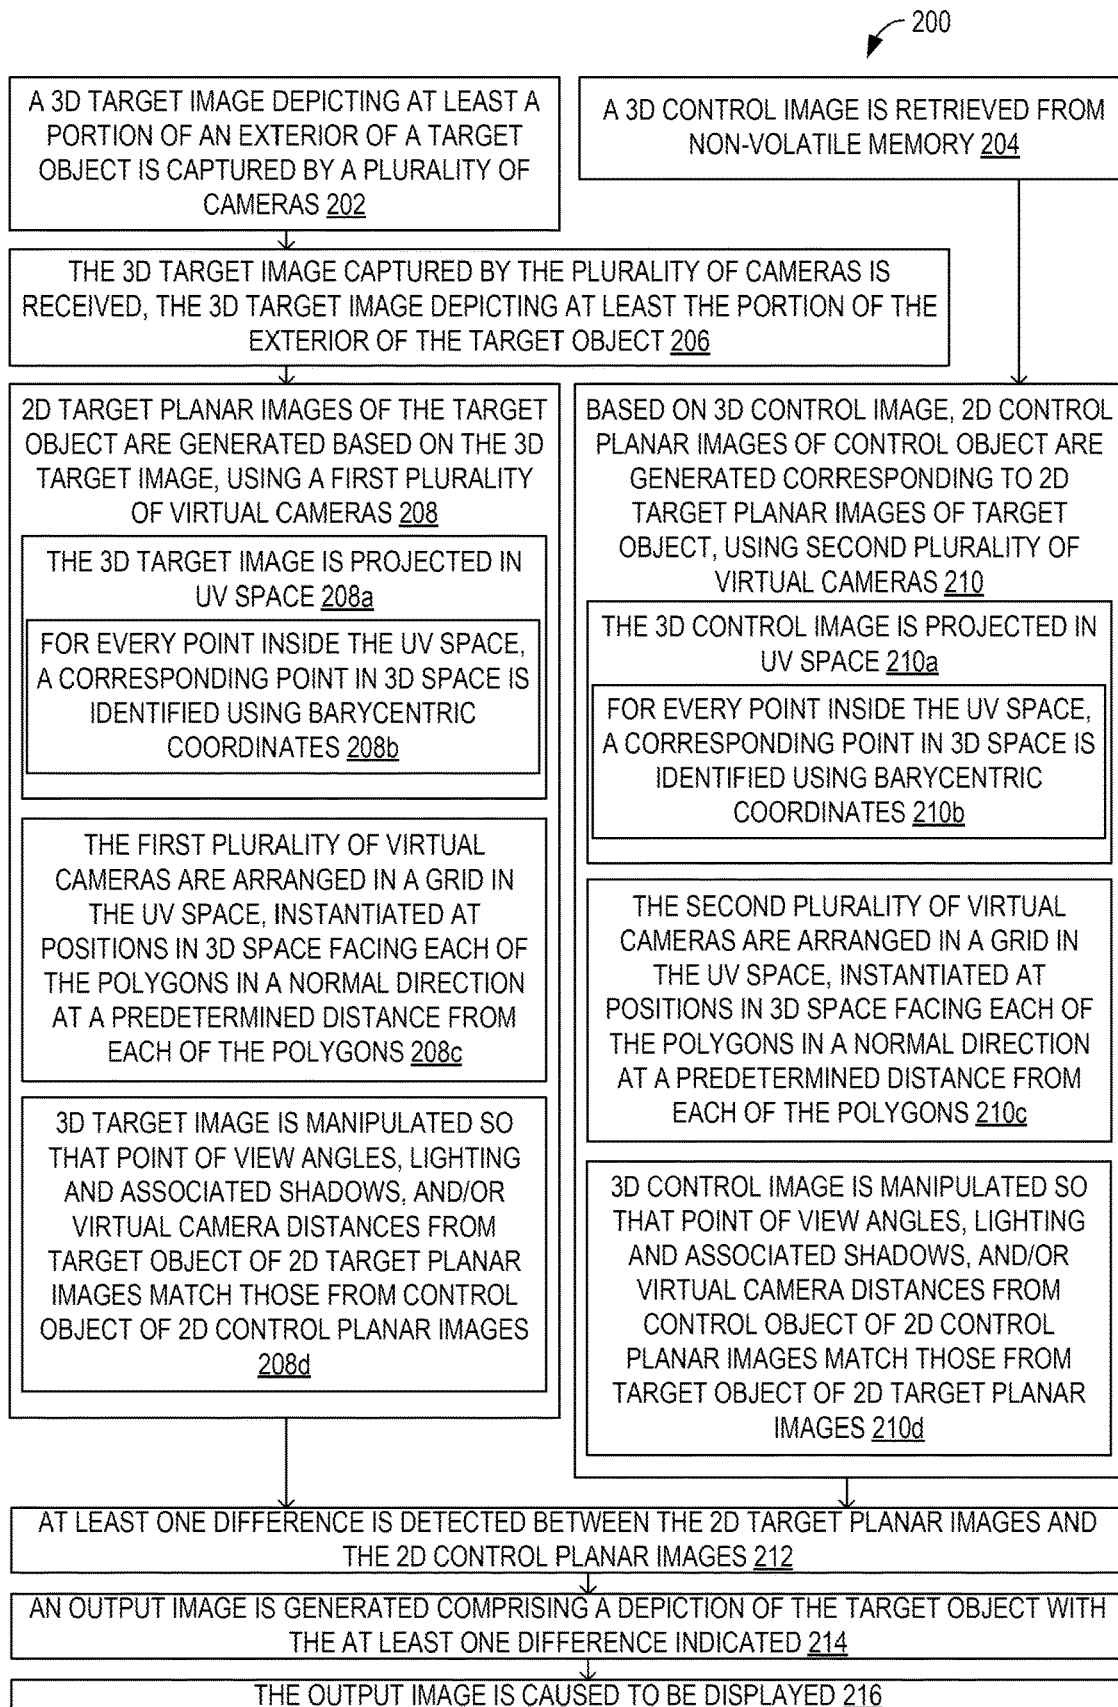 200
A 3D TARGET IMAGE DEPICTING AT LEAST A
PORTION OF AN EXTERIOR OF A TARGET
OBJECT IS CAPTURED BY A PLURALITY OF
CAMERAS 202
A 3D CONTROL IMAGE IS RETRIEVED FROM
NON-VOLATILE MEMORY 204
THE 3D TARGET IMAGE CAPTURED BY THE PLURALITY OF CAMERAS IS
RECEIVED, THE 3D TARGET IMAGE DEPICTING AT LEAST THE PORTION OF THE
EXTERIOR OF THE TARGET OBJECT 206
2D TARGET PLANAR IMAGES OF THE TARGET
OBJECT ARE GENERATED BASED ON THE 3D
TARGET IMAGE, USING A FIRST PLURALITY
OF VIRTUAL CAMERAS 208
THE 3D TARGET IMAGE IS PROJECTED IN
UV SPACE 208a
FOR EVERY POINT INSIDE THE UV SPACE,
A CORRESPONDING POINT IN 3D SPACE IS
IDENTIFIED USING BARYCENTRIC
COORDINATES 208b
THE FIRST PLURALITY OF VIRTUAL
CAMERAS ARE ARRANGED IN A GRID IN
THE UV SPACE, INSTANTIATED AT
POSITIONS IN 3D SPACE FACING EACH OF
THE POLYGONS IN A NORMAL DIRECTION
AT A PREDETERMINED DISTANCE FROM
EACH OF THE POLYGONS 208c
3D TARGET IMAGE IS MANIPULATED SO
THAT POINT OF VIEW ANGLES, LIGHTING
AND ASSOCIATED SHADOWS, AND/OR
VIRTUAL CAMERA DISTANCES FROM
TARGET OBJECT OF 2D TARGET PLANAR
IMAGES MATCH THOSE FROM CONTROL
OBJECT OF 2D CONTROL PLANAR IMAGES
208d
BASED ON 3D CONTROL IMAGE, 2D CONTROL
PLANAR IMAGES OF CONTROL OBJECT ARE
GENERATED CORRESPONDING TO 2D
TARGET PLANAR IMAGES OF TARGET
OBJECT, USING SECOND PLURALITY OF
VIRTUAL CAMERAS 210
THE 3D CONTROL IMAGE IS PROJECTED IN
UV SPACE 210a
FOR EVERY POINT INSIDE THE UV SPACE,
A CORRESPONDING POINT IN 3D SPACE IS
IDENTIFIED USING BARYCENTRIC
COORDINATES 210b
THE SECOND PLURALITY OF VIRTUAL
CAMERAS ARE ARRANGED IN A GRID IN
THE UV SPACE, INSTANTIATED AT
POSITIONS IN 3D SPACE FACING EACH OF
THE POLYGONS IN A NORMAL DIRECTION
AT A PREDETERMINED DISTANCE FROM
EACH OF THE POLYGONS 210c
3D CONTROL IMAGE IS MANIPULATED SO
THAT POINT OF VIEW ANGLES, LIGHTING
AND ASSOCIATED SHADOWS, AND/OR
VIRTUAL CAMERA DISTANCES FROM
CONTROL OBJECT OF 2D CONTROL
PLANAR IMAGES MATCH THOSE FROM
TARGET OBJECT OF 2D TARGET PLANAR
IMAGES 210d
AT LEAST ONE DIFFERENCE IS DETECTED BETWEEN THE 2D TARGET PLANAR IMAGES AND
THE 2D CONTROL PLANAR IMAGES 212
AN OUTPUT IMAGE IS GENERATED COMPRISING A DEPICTION OF THE TARGET OBJECT WITH
THE AT LEAST ONE DIFFERENCE INDICATED 214
THE OUTPUT IMAGE IS CAUSED TO BE DISPLAYED 216